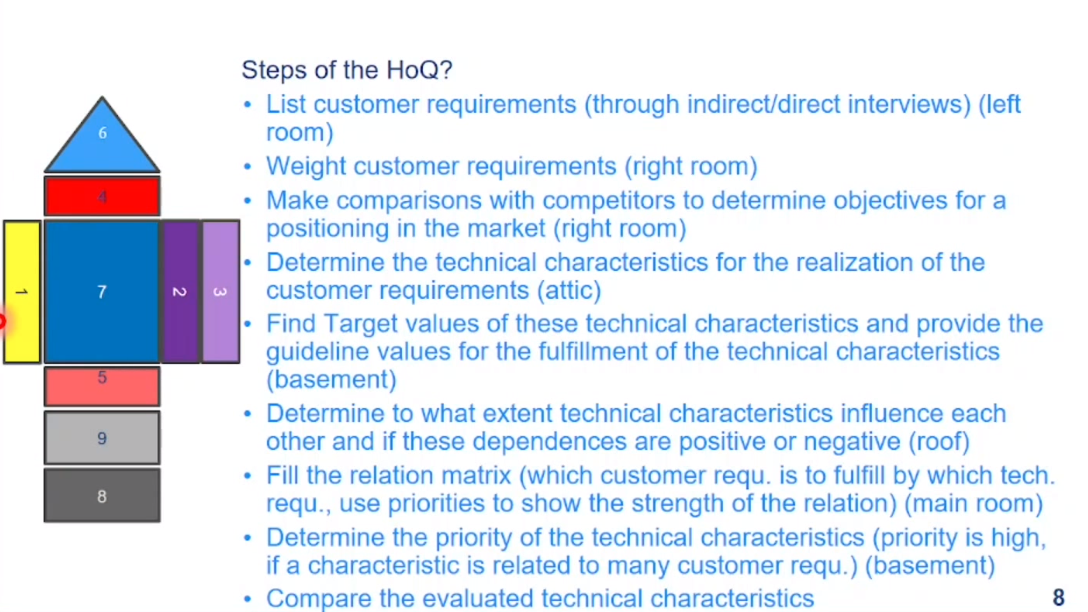 Steps of the HoQ?
• List customer requirements (through indirect/direct interviews) (left
room)
• Weight customer requirements (right room)
• Make comparisons with competitors to determine objectives for a
positioning in the market (right room)
• Determine the technical characteristics for the realization of the
customer requirements (attic)
• Find Target values of these technical characteristics and provide the
guideline values for the fulfillment of the technical characteristics
(basement)
• Determine to what extent technical characteristics influence each
other and if these dependences are positive or negative (roof)
• Fill the relation matrix (which customer requ. is to fulfill by which tech.
requ., use priorities to show the strength of the relation) (main room)
• Determine the priority of the technical characteristics (priority is high,
if a characteristic is related to many customer requ.) (basement)
• Compare the evaluated technical characteristics
6
4
1
7
2
3
5
9
8
8